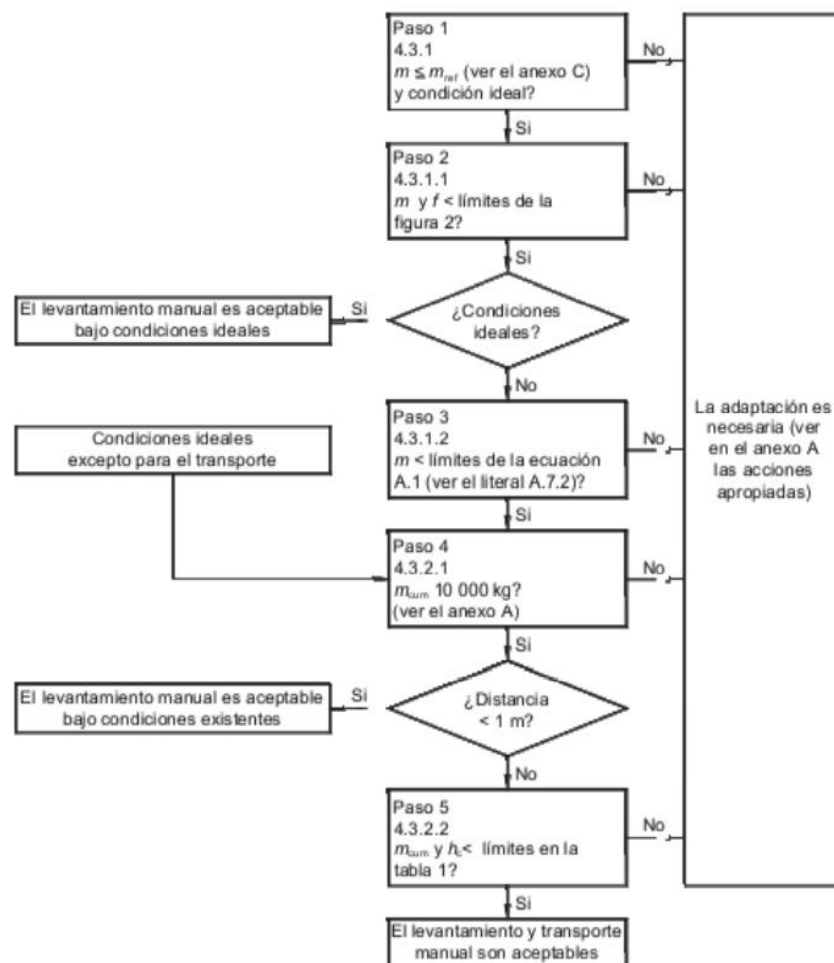 Paso 1
4.3.1
m ≤ m_ref (ver el anexo C)
y condición ideal?
No
Si
Paso 2
4.3.1.1
m y f < límites de la
figura 2?
No
Si
¿Condiciones
ideales?
Si
El levantamiento manual es aceptable
bajo condiciones ideales
No
Paso 3
4.3.1.2
m < límites de la ecuación
A.1 (ver el literal A.7.2)?
No
Condiciones ideales
excepto para el transporte
Si
Paso 4
4.3.2.1
m_cum 10 000 kg?
(ver el anexo A)
No
Si
¿Distancia
< 1 m?
Si
El levantamiento manual es aceptable
bajo condiciones existentes
No
Paso 5
4.3.2.2
m_cum y h_c< límites en la
tabla 1?
No
Si
El levantamiento y transporte
manual son aceptables
La adaptación es
necesaria (ver
en el anexo A
las acciones
apropiadas)